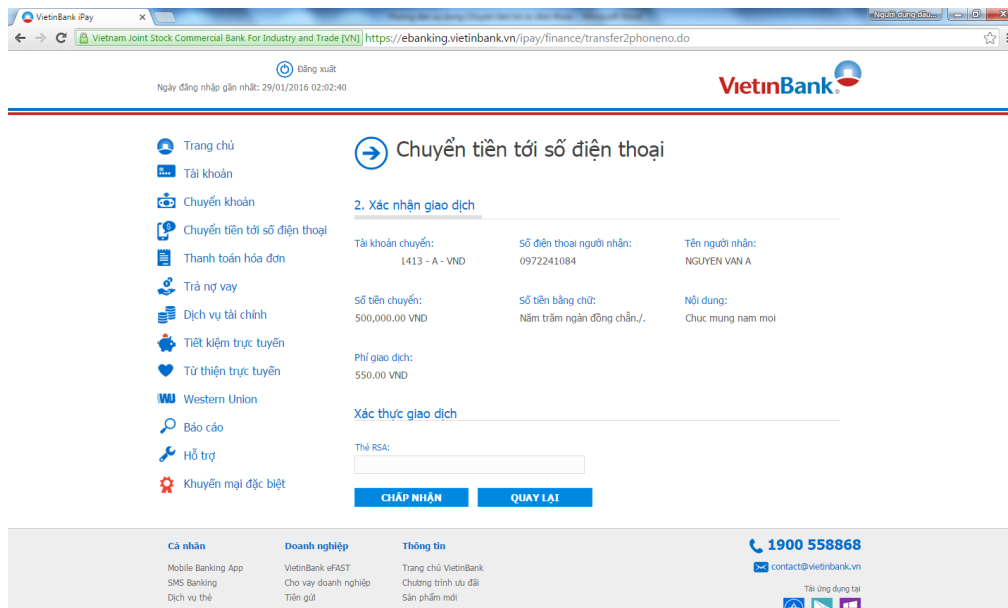 VietinBank iPay
Người dùng đầu...
Vietnam Joint Stock Commercial Bank For Industry and Trade [VN] https://ebanking.vietinbank.vn/ipay/finance/transfer2phoneno.do
Đăng xuất
Ngày đăng nhập gần nhất: 29/01/2016 02:02:40
VietinBank
Trang chủ
Tài khoản
Chuyển khoản
Chuyển tiền tới số điện thoại
Thanh toán hóa đơn
Trả nợ vay
Dịch vụ tài chính
Tiết kiệm trực tuyến
Từ thiện trực tuyến
WU Western Union
Báo cáo
Hỗ trợ
Khuyến mại đặc biệt
Chuyển tiền tới số điện thoại
2. Xác nhận giao dịch
Tài khoản chuyển: Số điện thoại người nhận: Tên người nhận:
1413 - A - VND 0972241084 NGUYEN VAN A
Số tiền chuyển: Số tiền bằng chữ: Nội dung:
500,000.00 VND Năm trăm ngàn đồng chẵn./. Chuc mung nam moi
Phí giao dịch:
550.00 VND
Xác thực giao dịch
Thẻ RSA:
CHẤP NHẬN QUAY LẠI
Cá nhân Doanh nghiệp Thông tin
Mobile Banking App VietinBank eFAST Trang chủ VietinBank
SMS Banking Cho vay doanh nghiệp Chương trình ưu đãi
Dịch vụ thẻ Tiền gửi Sản phẩm mới
1900 558868
contact@vietinbank.vn
Tải ứng dụng tại